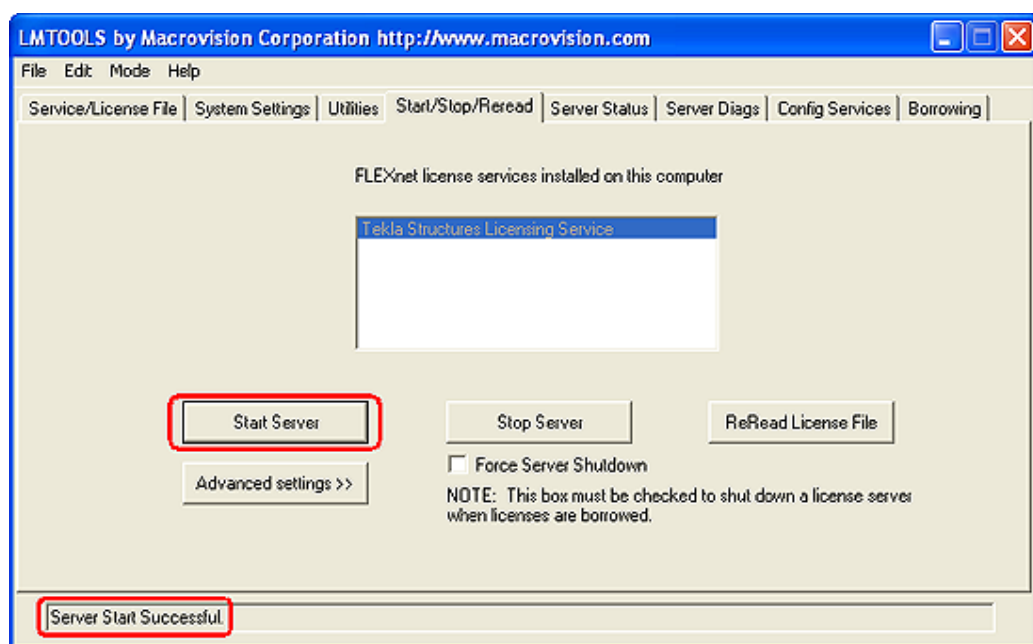 LMTOOLS by Macrovision Corporation http://www.macrovision.com
File Edit Mode Help
Service/License File System Settings Utilities Start/Stop/Reread Server Status Server Diags Config Services Borrowing
FLEXnet license services installed on this computer
Tekla Structures Licensing Service
Start Server Stop Server ReRead License File
Force Server Shutdown
Advanced settings >>
NOTE: This box must be checked to shut down a license server
when licenses are borrowed.
Server Start Successful.